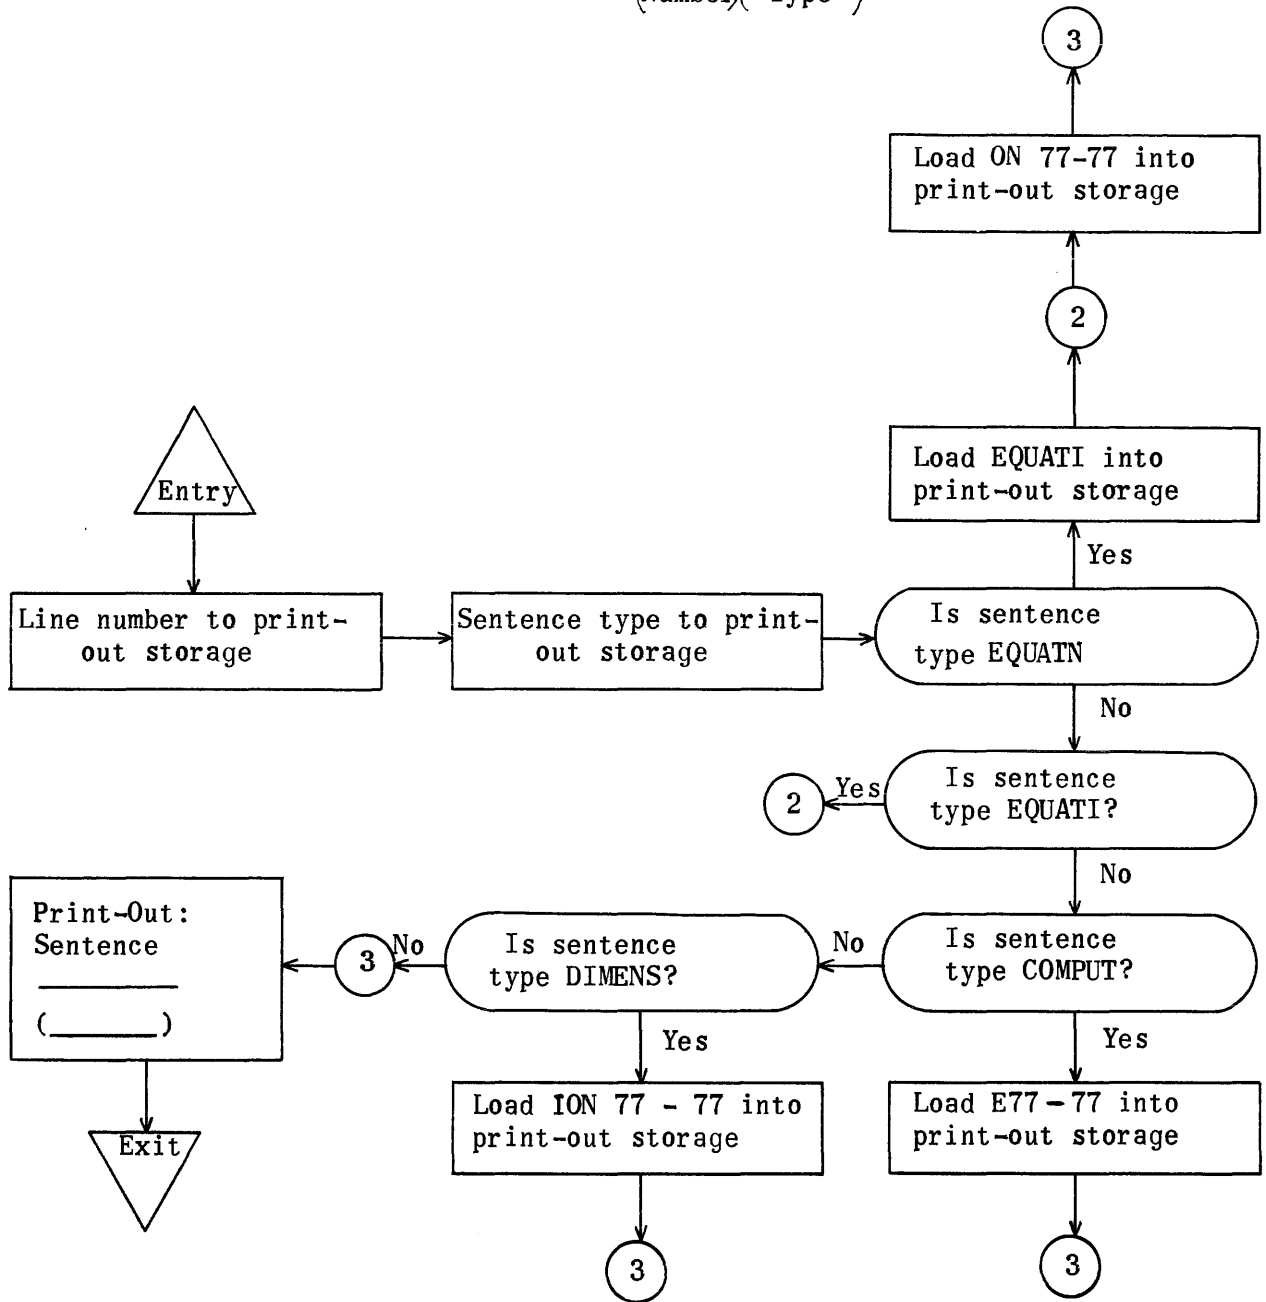 (Number)( Type )
3
Load ON 77-77 into
print-out storage
2
Load EQUATI into
print-out storage
Yes
Entry
Line number to print-
out storage
Sentence type to print-
out storage
Is sentence
type EQUATN
No
Is sentence
type EQUATI?
Yes
2
No
Is sentence
type COMPUT?
No
Is sentence
type DIMENS?
No
3
Print-Out:
Sentence
(     )
Exit
Yes
Load ION 77 - 77 into
print-out storage
3
Yes
Load E77-77 into
print-out storage
3